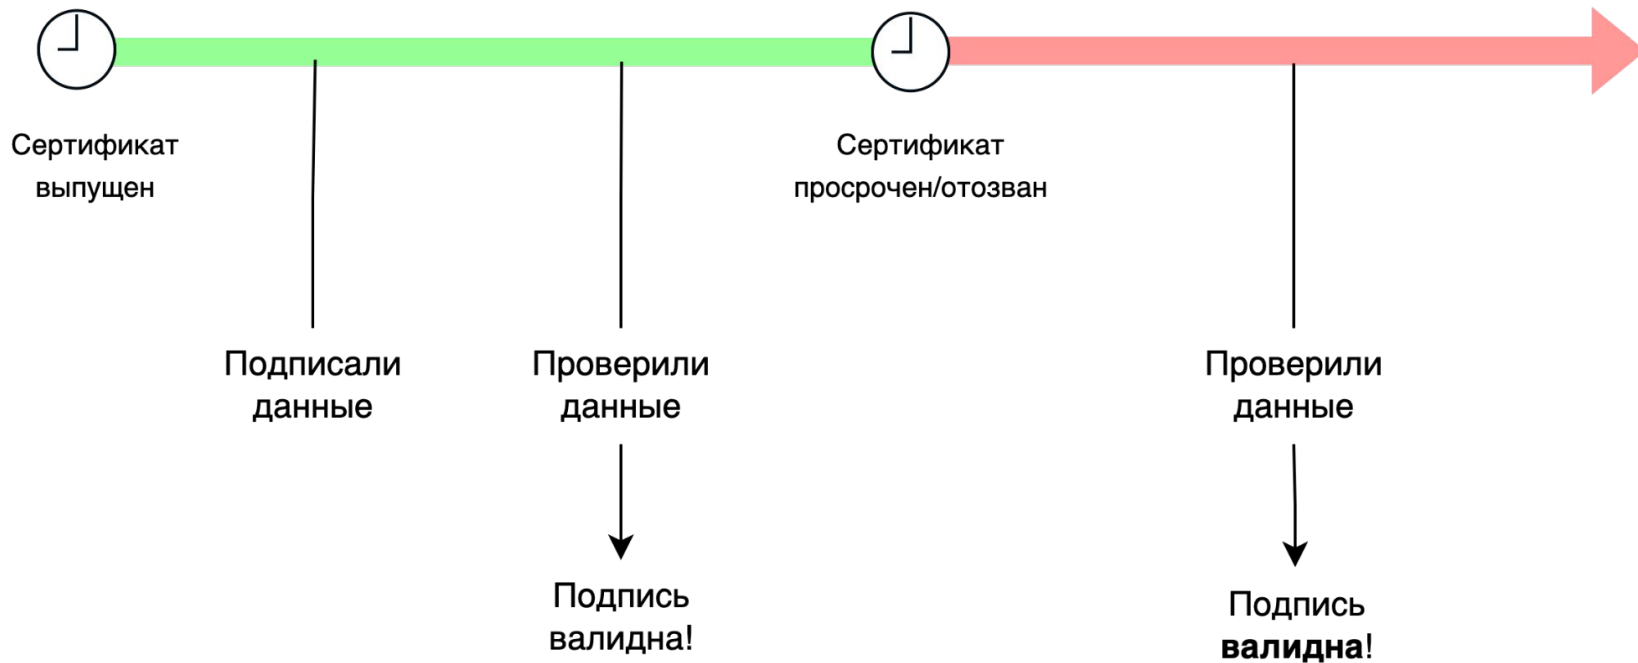 Сертификат
выпущен
Сертификат
просрочен/отозван
Подписали
данные
Проверили
данные
Проверили
данные
Подпись
валидна!
Подпись
валидна!